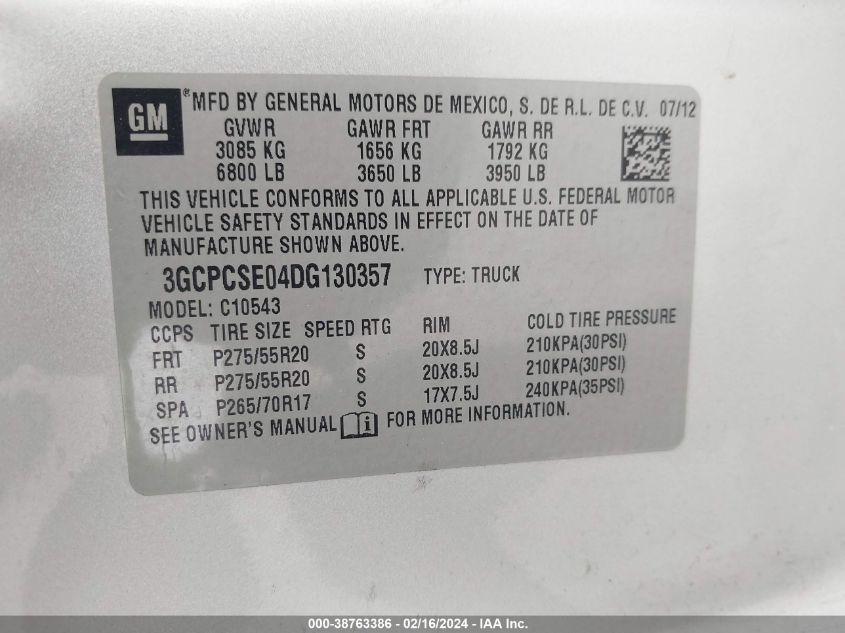 GM ® MFD BY GENERAL MOTORS DE MEXICO, S. DE R.L. DE C.V. 07/12
GVWR GAWR FRT GAWR RR
3085 KG 1656 KG 1792 KG
6800 LB 3650 LB 3950 LB
THIS VEHICLE CONFORMS TO ALL APPLICABLE U.S. FEDERAL MOTOR
VEHICLE SAFETY STANDARDS IN EFFECT ON THE DATE OF
MANUFACTURE SHOWN ABOVE.
3GCPCSE04DG130357 TYPE: TRUCK
MODEL: C10543
CCPS TIRE SIZE SPEED RTG RIM COLD TIRE PRESSURE
FRT P275/55R20 S 20X8.5J 210KPA(30PSI)
RR P275/55R20 S 20X8.5J 210KPA(30PSI)
SPA P265/70R17 S 17X7.5J 240KPA(35PSI)
SEE OWNER'S MANUAL i FOR MORE INFORMATION.
000-38763386 - 02/16/2024 - IAA Inc.